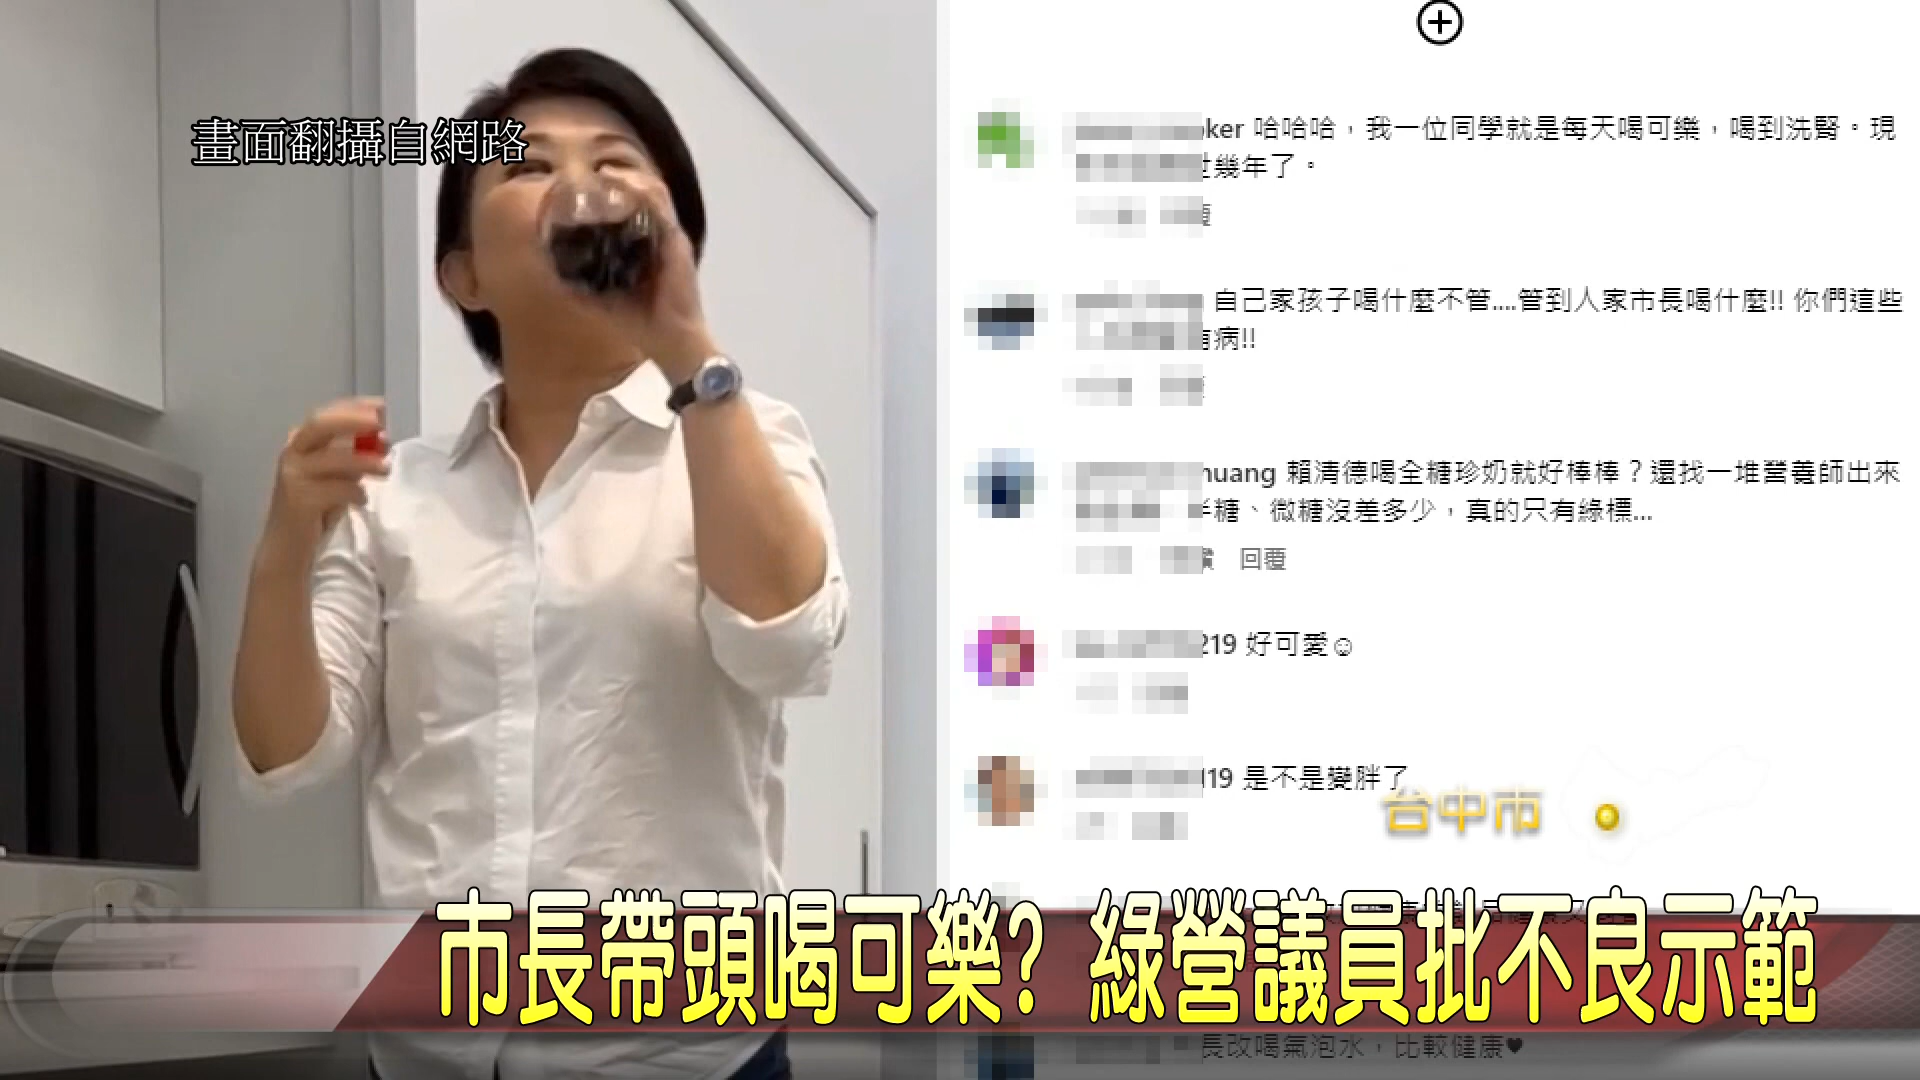 畫面翻攝自網路
ker 哈哈哈，我一位同學就是每天喝可樂，喝到洗腎。現
幾年了。
自己家孩子喝什麼不管....管到人家市長喝什麼!! 你們這些
病!!
huang 賴清德喝全糖珍奶就好棒棒？還找一堆營養師出來
糖、微糖沒差多少，真的只有綠標...
回覆
219 好可愛☺
19 是不是變胖了
台中市
市長帶頭喝可樂? 綠營議員批不良示範
長改喝氣泡水，比較健康♥